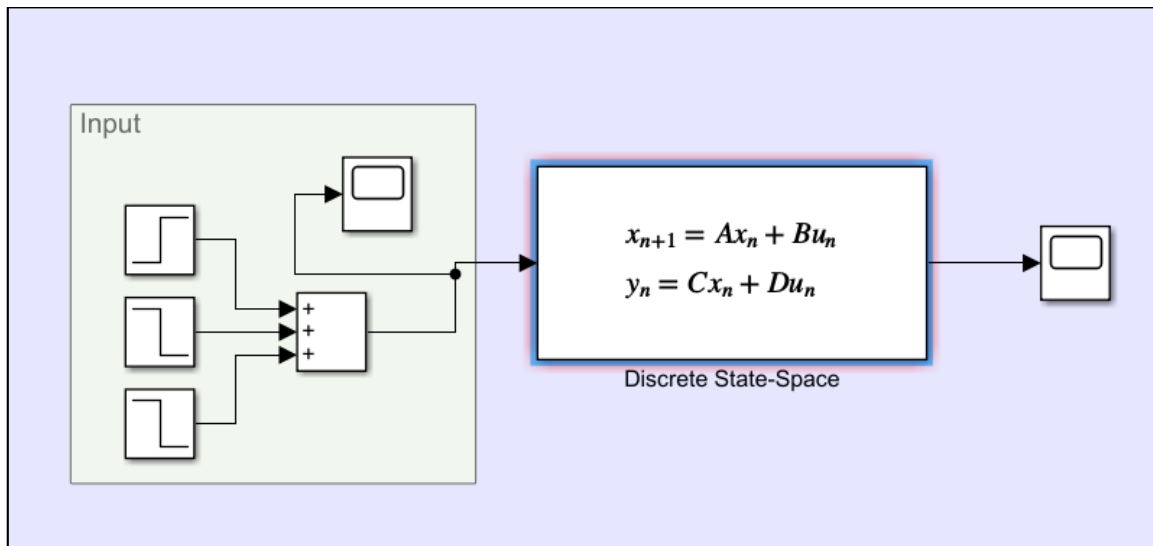 Input
+
+
+
xₙ₊₁ = Axₙ + Buₙ
yₙ = Cxₙ + Duₙ
Discrete State-Space